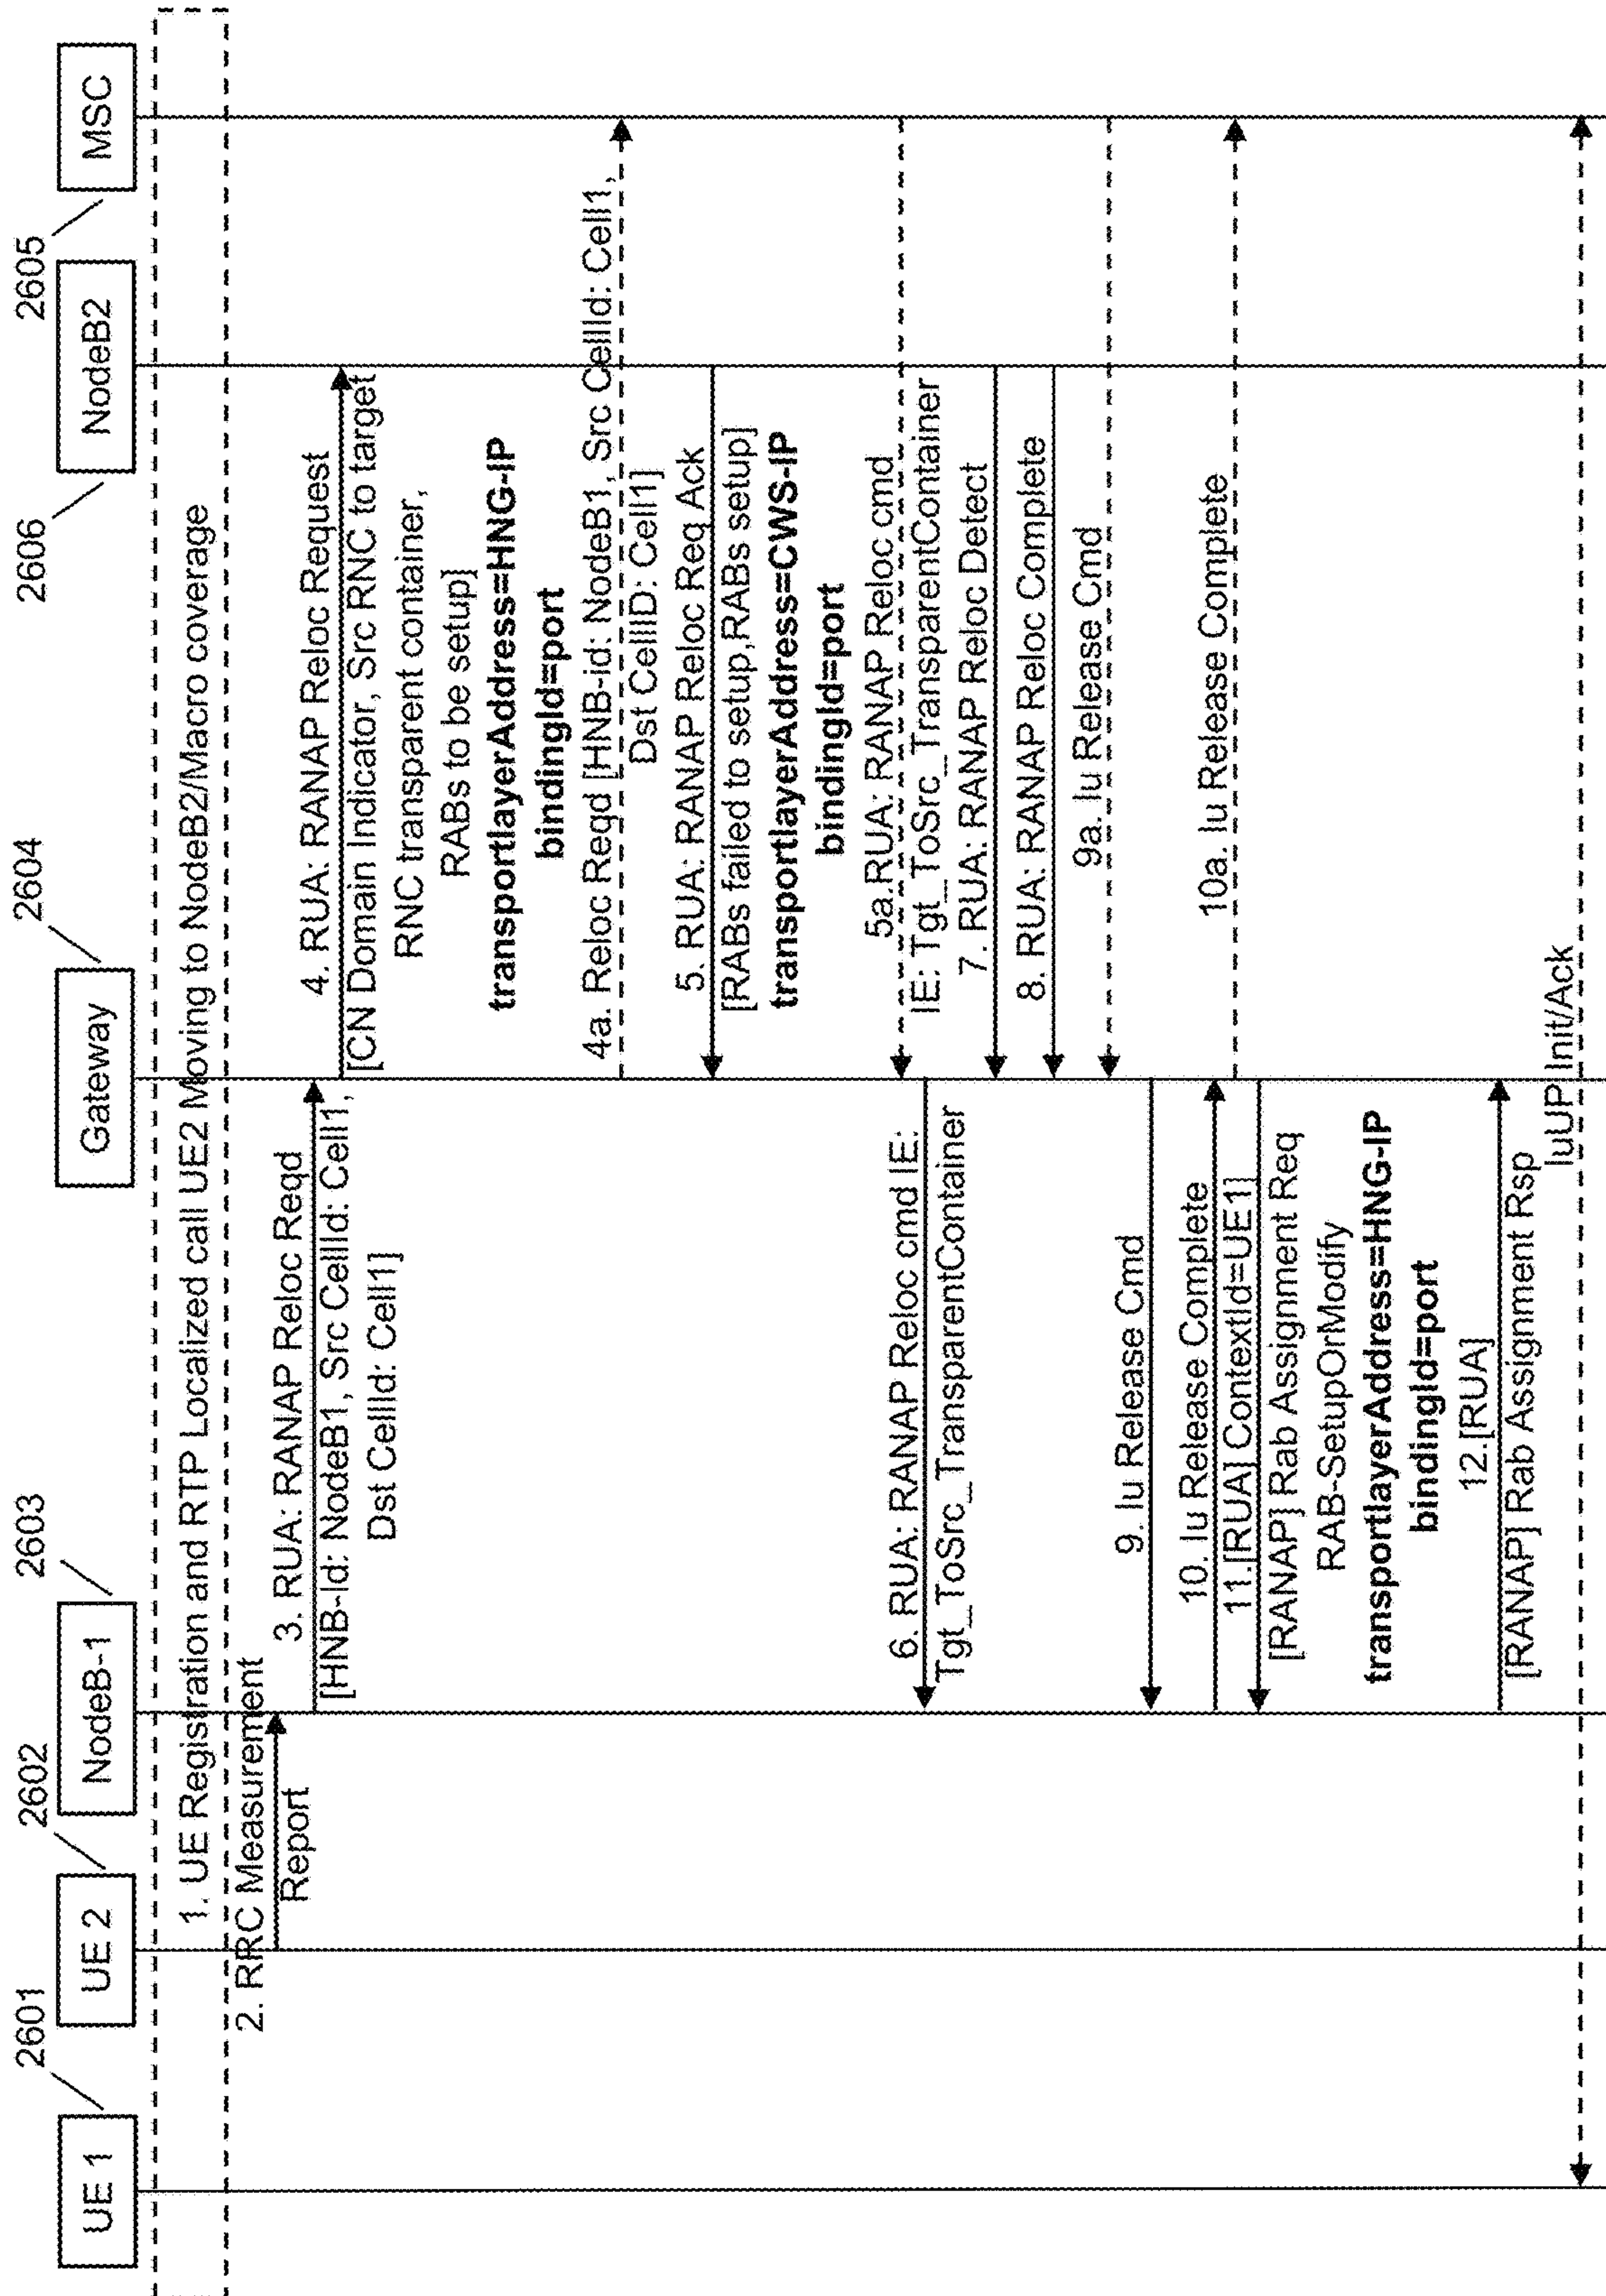 2601
2602
2603
2604
2606
2605
UE 1
UE 2
NodeB-1
Gateway
NodeB2
MSC
1. UE Registration and RTP Localized call UE2 Moving to NodeB2/Macro coverage
2. RRC Measurement
Report
3. RUA: RANAP Reloc Reqd
[HNB-Id: NodeB1, Src CellId: Cell1,
Dst CellId: Cell1]
4. RUA: RANAP Reloc Request
[CN Domain Indicator, Src RNC to target
RNC transparent container,
RABs to be setup]
transportlayerAddress=HNG-IP
bindingId=port
4a. Reloc Reqd [HNB-id: NodeB1, Src CellId: Cell1,
Dst CellID: Cell1]
5. RUA: RANAP Reloc Req Ack
[RABs failed to setup,RABs setup]
transportlayerAddress=CWS-IP
bindingId=port
5a.RUA: RANAP Reloc cmd
IE: Tgt_ToSrc_TransparentContainer
6. RUA: RANAP Reloc cmd IE:
Tgt_ToSrc_TransparentContainer
7. RUA: RANAP Reloc Detect
8. RUA: RANAP Reloc Complete
9a. Iu Release Cmd
9. Iu Release Cmd
10. Iu Release Complete
10a. Iu Release Complete
11.[RUA] ContextId=UE1]
[RANAP] Rab Assignment Req
RAB-SetupOrModify
transportlayerAddress=HNG-IP
bindingId=port
12.[RUA]
[RANAP] Rab Assignment Rsp
IuUP Init/Ack